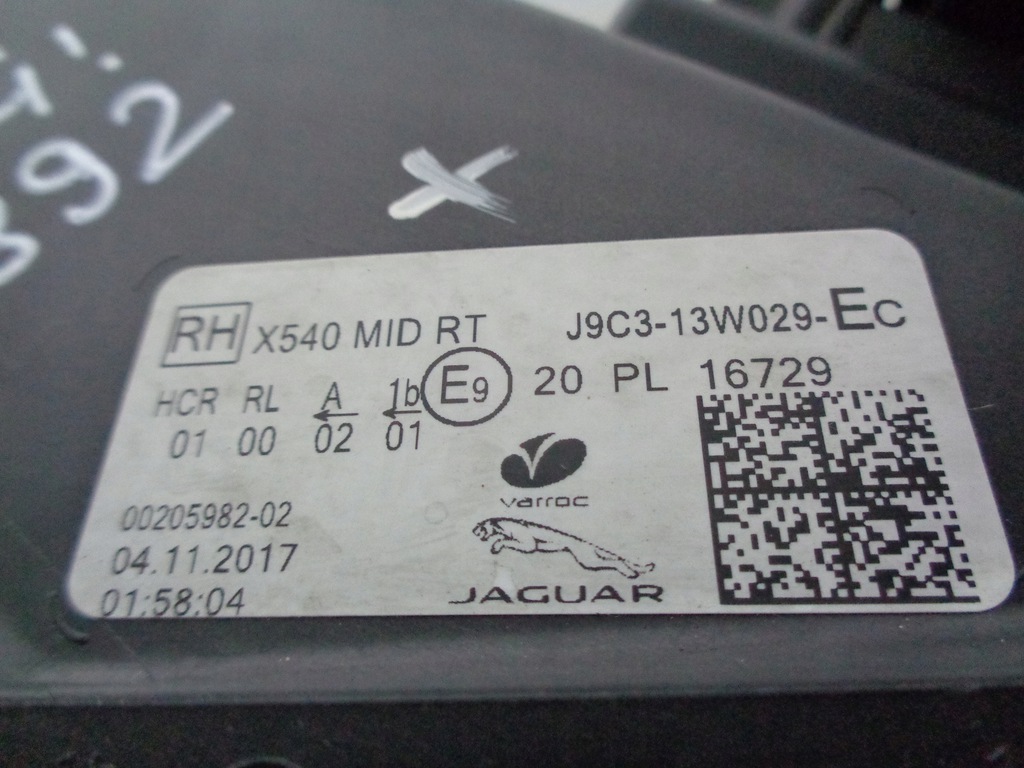 92
X
RH X540 MID RT J9C3-13W029-EC
HCR RL A 1b E9 20 PL 16729
01 00 02 01
varroc
00205982-02
04.11.2017
JAGUAR
01:58:04